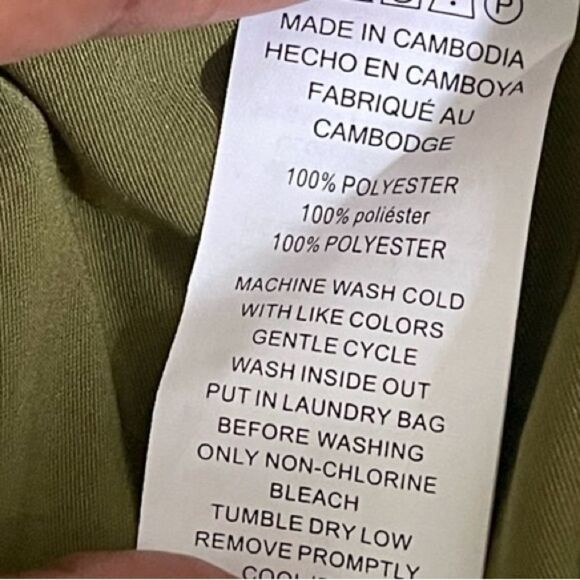 P
MADE IN CAMBODIA
HECHO EN CAMBOYA
FABRIQUÉ AU
CAMBODGE
100% POLYESTER
100% poliéster
100% POLYESTER
MACHINE WASH COLD
WITH LIKE COLORS
GENTLE CYCLE
WASH INSIDE OUT
PUT IN LAUNDRY BAG
BEFORE WASHING
ONLY NON-CHLORINE
BLEACH
TUMBLE DRY LOW
REMOVE PROMPTLY